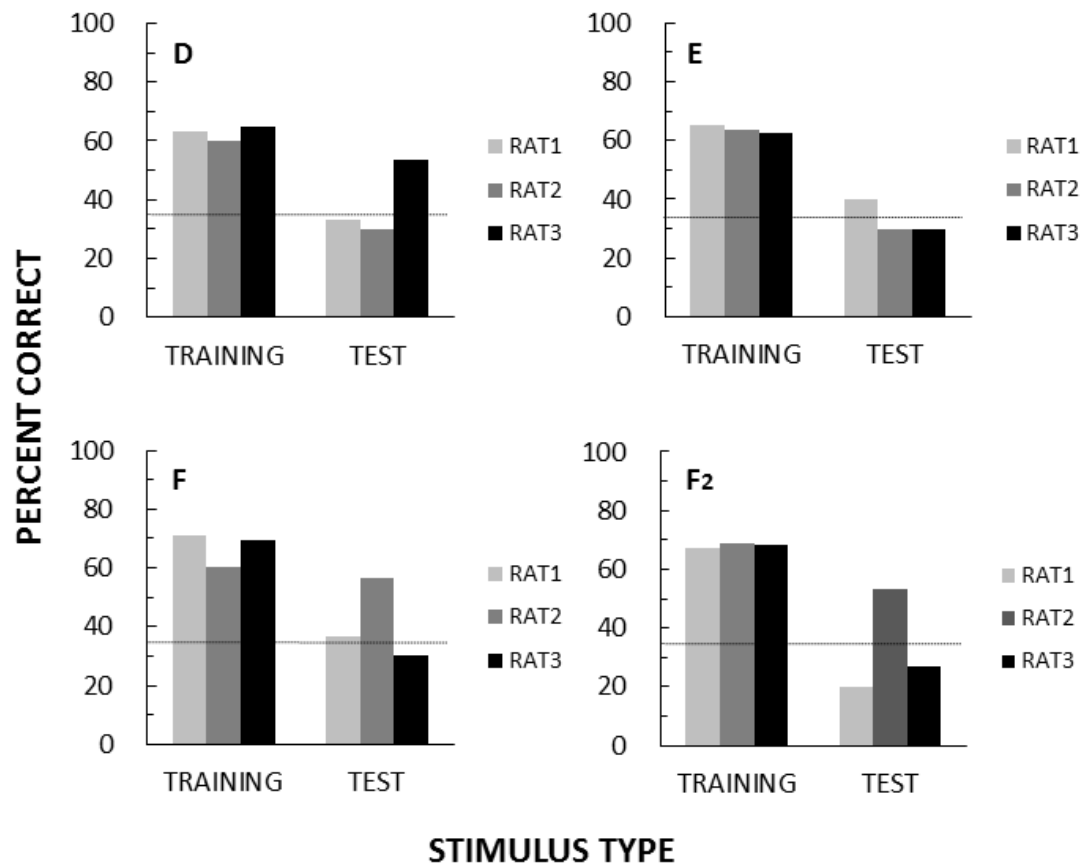 PERCENT CORRECT
D
100
80
60
40
20
0
TRAINING TEST
RAT1
RAT2
RAT3
E
100
80
60
40
20
0
TRAINING TEST
RAT1
RAT2
RAT3
F
100
80
60
40
20
0
TRAINING TEST
RAT1
RAT2
RAT3
F2
100
80
60
40
20
0
TRAINING TEST
RAT1
RAT2
RAT3
STIMULUS TYPE